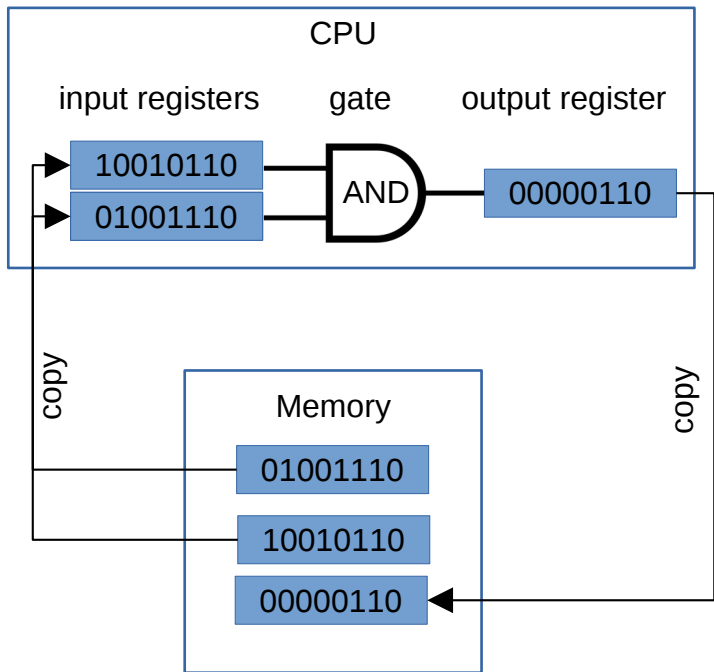 CPU
input registers gate output register
10010110
01001110
AND
00000110
copy
copy
Memory
01001110
10010110
00000110